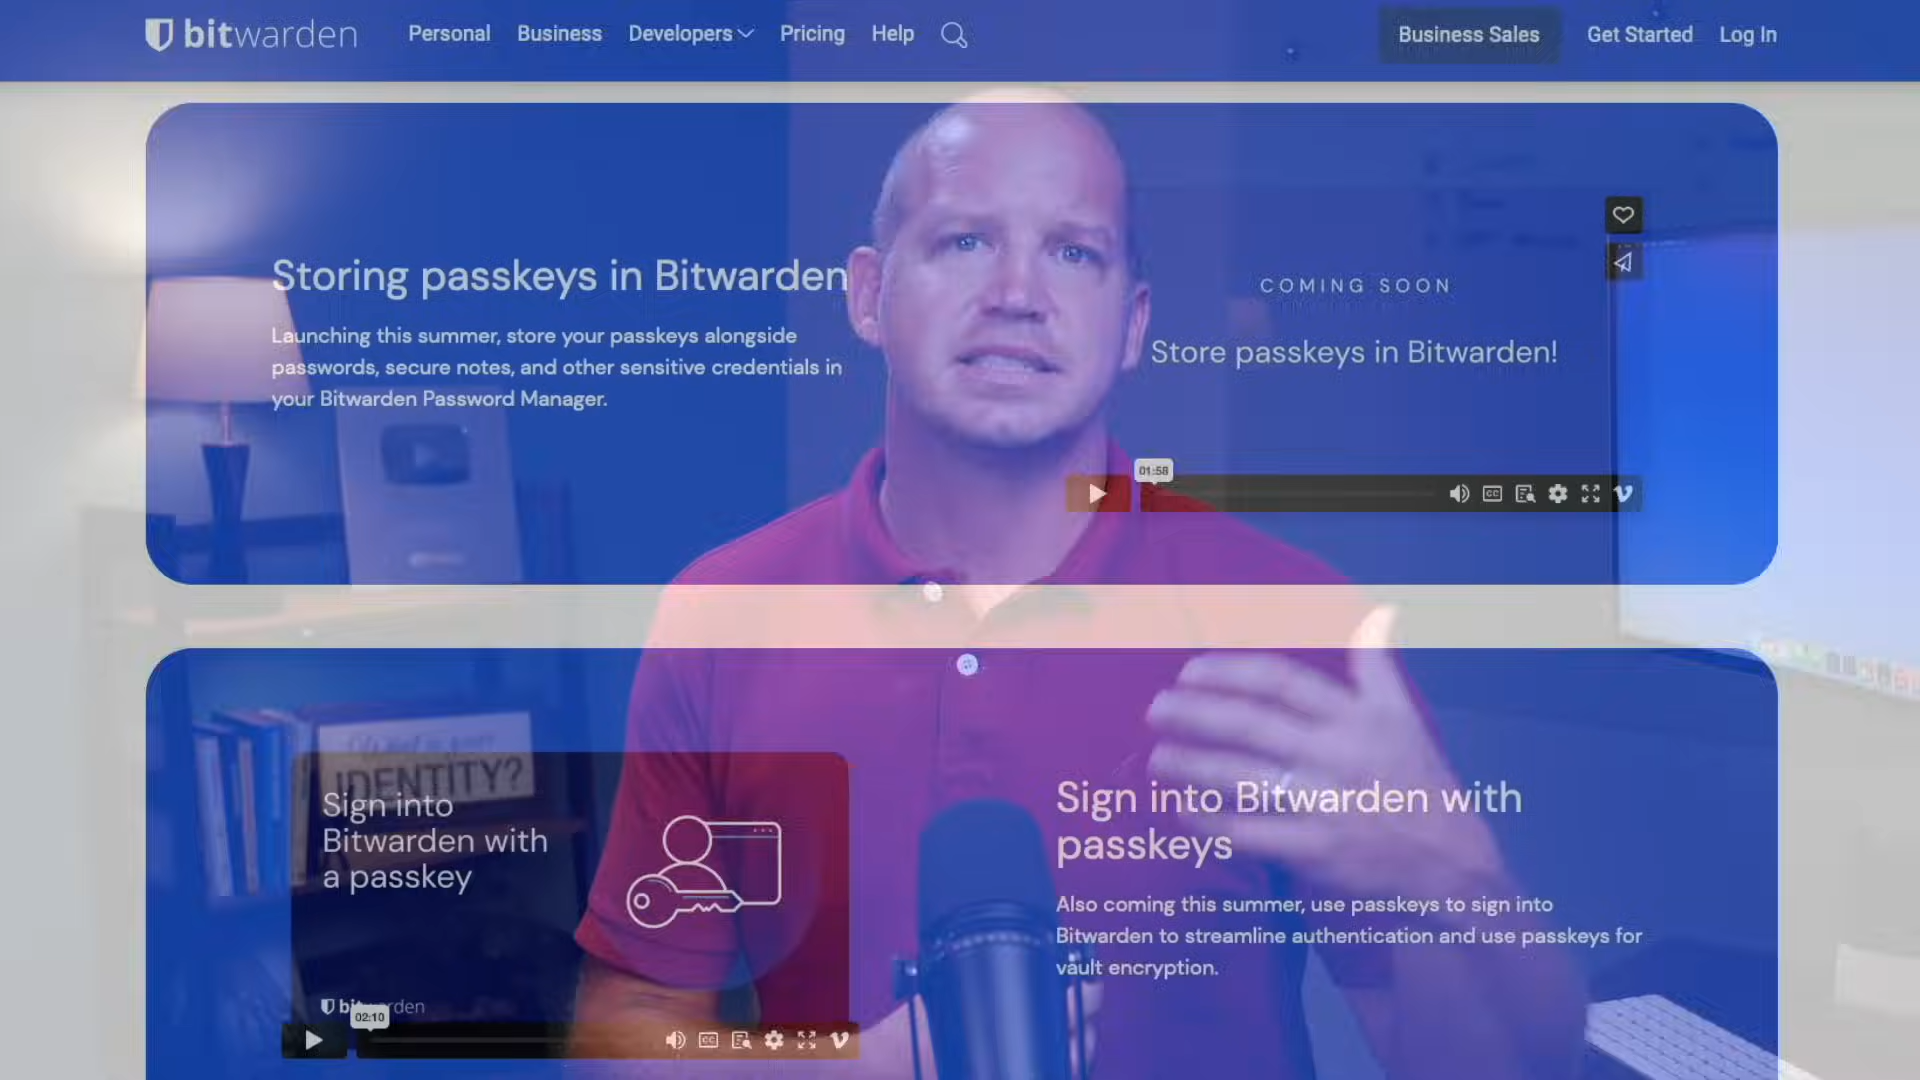 bitwarden
Personal
Business
Developers
Pricing
Help
Business Sales
Get Started
Log In
Storing passkeys in Bitwarden
Launching this summer, store your passkeys alongside
passwords, secure notes, and other sensitive credentials in
your Bitwarden Password Manager.
COMING SOON
Store passkeys in Bitwarden!
01:58
CC
IDENTITY?
Sign into
Bitwarden with
a passkey
bitwarden
02:10
CC
Sign into Bitwarden with
passkeys
Also coming this summer, use passkeys to sign into
Bitwarden to streamline authentication and use passkeys for
vault encryption.